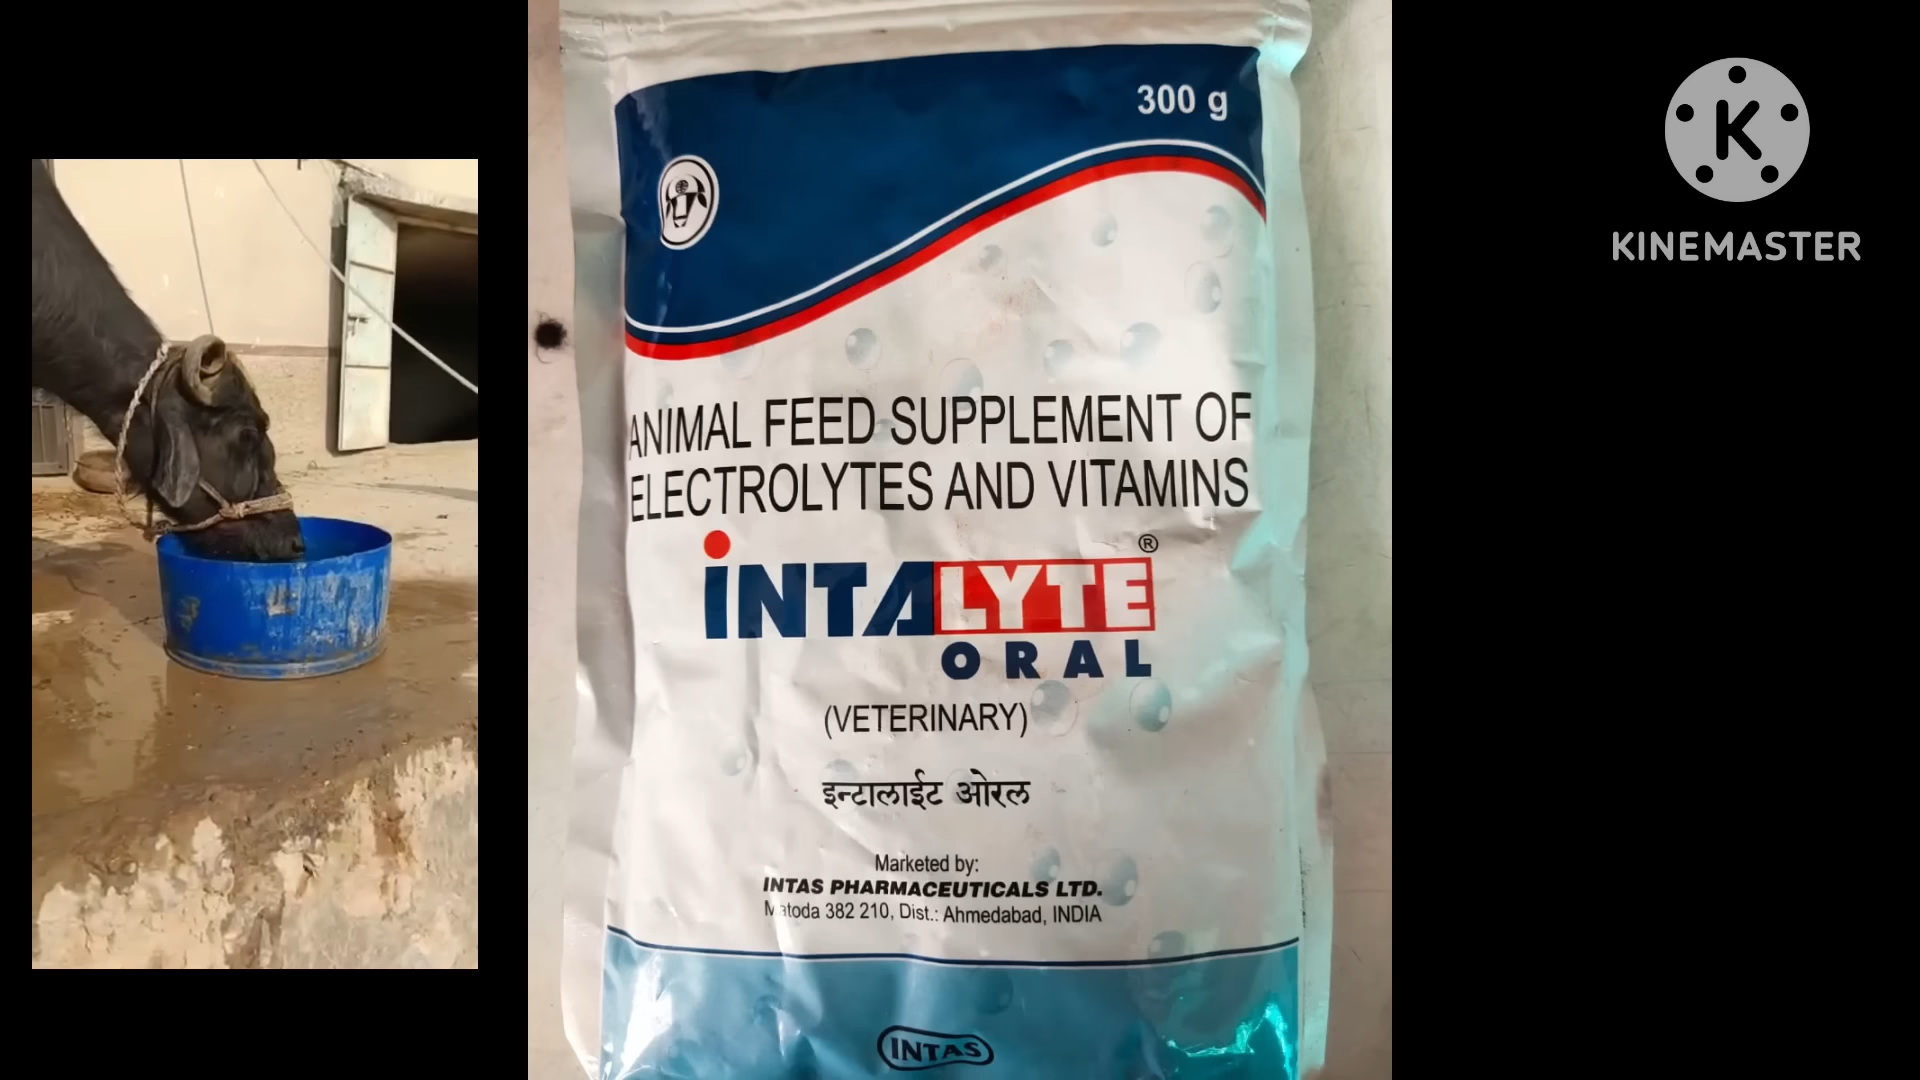 300 g
ANIMAL FEED SUPPLEMENT OF
ELECTROLYTES AND VITAMINS
INTALYTE®
ORAL
(VETERINARY)
इन्टालाईट ओरल
Marketed by:
INTAS PHARMACEUTICALS LTD.
Matoda 382 210, Dist.: Ahmedabad, INDIA
INTAS
K
KINEMASTER